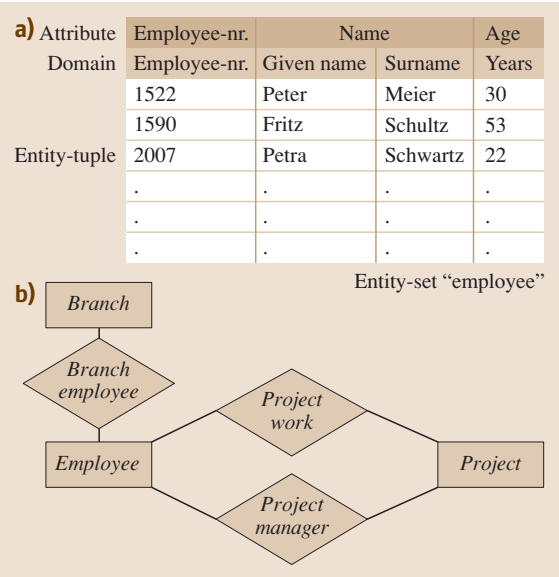 a) Attribute Employee-nr. Name Age
Domain Employee-nr. Given name Surname Years
1522 Peter Meier 30
1590 Fritz Schultz 53
Entity-tuple 2007 Petra Schwartz 22
. . . .
. . . .
. . . .
Entity-set “employee”
b)
Branch
Branch
employee
Project
work
Employee
Project
Project
manager